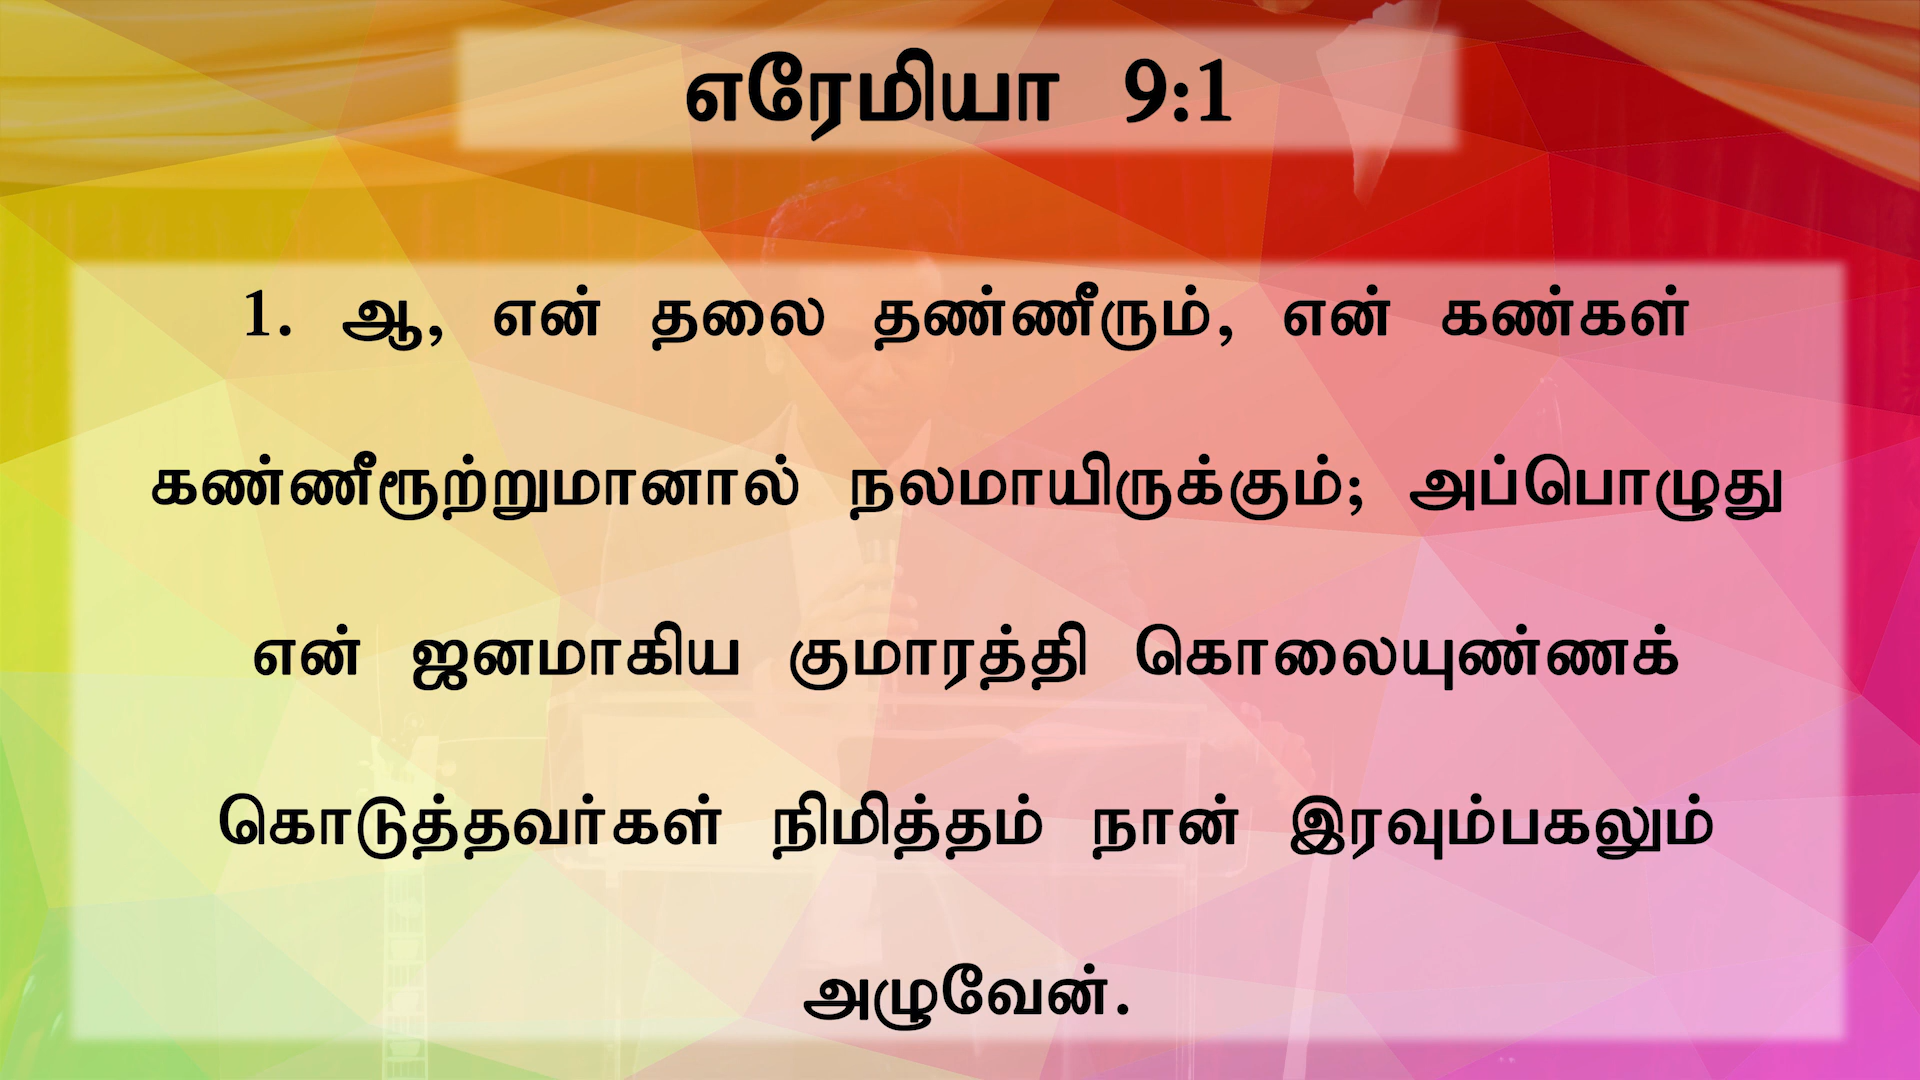 எரேமியா 9:1
1. ஆ, என் தலை தண்ணீரும், என் கண்கள்
கண்ணீரூற்றுமானால் நலமாயிருக்கும்; அப்பொழுது
என் ஜனமாகிய குமாரத்தி கொலையுண்ணக்
கொடுத்தவர்கள் நிமித்தம் நான் இரவும்பகலும்
அழுவேன்.